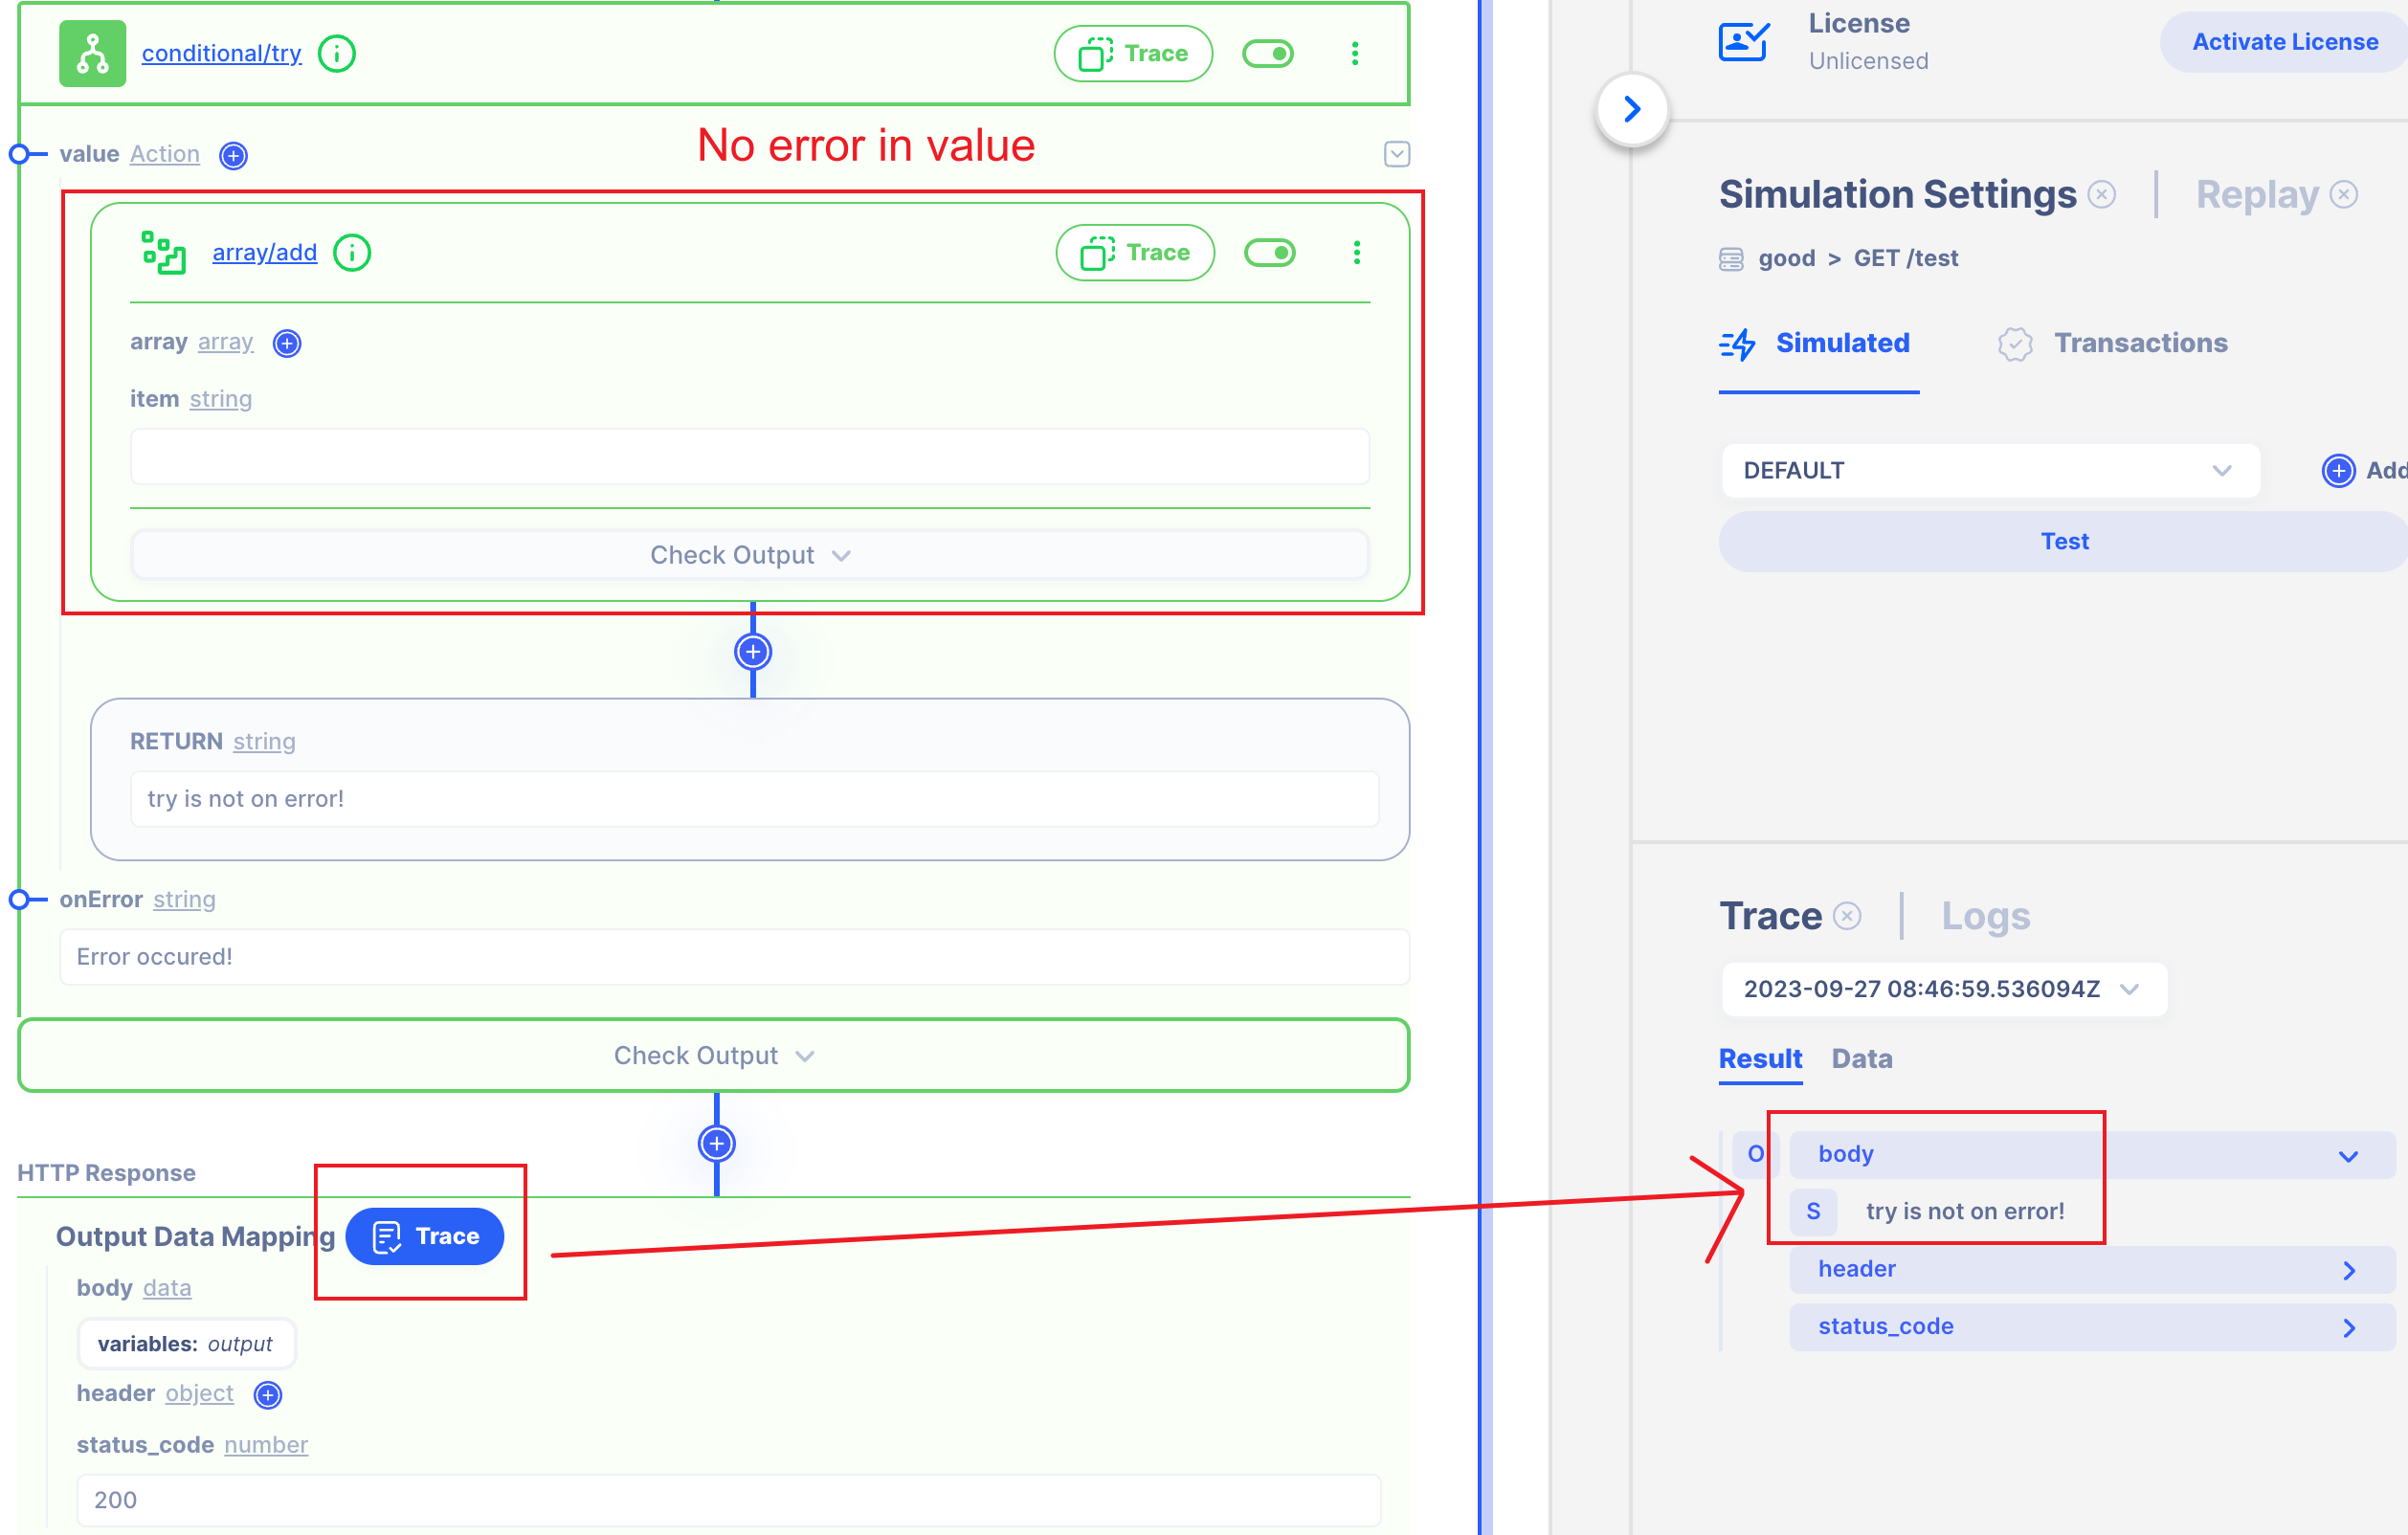 conditional/try
Trace
No error in value
value Action
array/add
Trace
array array
item string
Check Output
RETURN string
try is not on error!
onError string
Error occured!
Check Output
HTTP Response
Output Data Mapping
Trace
body data
variables: output
header object
status_code number
200
License
Unlicensed
Activate License
Simulation Settings
Replay
good > GET /test
Simulated
Transactions
DEFAULT
Add
Test
Trace
Logs
2023-09-27 08:46:59.536094Z
Result
Data
O
body
S
try is not on error!
header
status_code